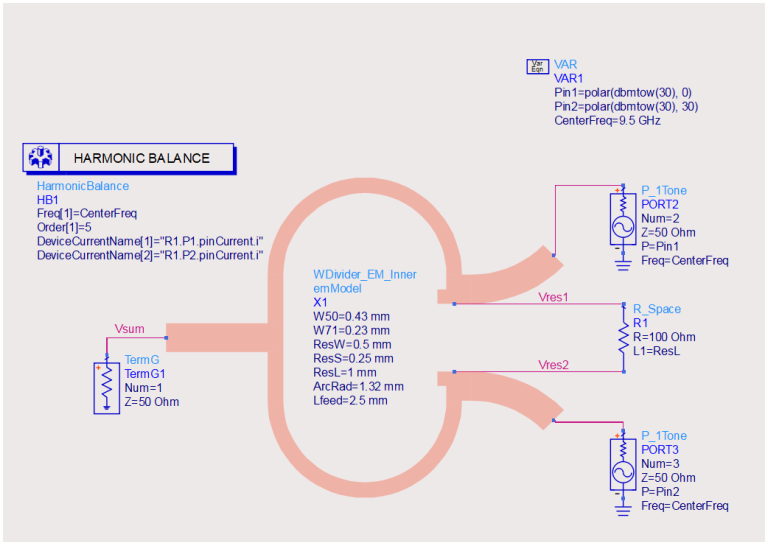 Var
Eqn
VAR
VAR1
Pin1=polar(dbmtow(30), 0)
Pin2=polar(dbmtow(30), 30)
CenterFreq=9.5 GHz
HARMONIC BALANCE
HarmonicBalance
HB1
Freq[1]=CenterFreq
Order[1]=5
DeviceCurrentName[1]="R1.P1.pinCurrent.i"
DeviceCurrentName[2]="R1.P2.pinCurrent.i"
P_1Tone
PORT2
Num=2
Z=50 Ohm
P=Pin1
Freq=CenterFreq
WDivider_EM_Inner
emModel
X1
W50=0.43 mm
W71=0.23 mm
ResW=0.5 mm
ResS=0.25 mm
ResL=1 mm
ArcRad=1.32 mm
Lfeed=2.5 mm
Vres1
R_Space
R1
R=100 Ohm
L1=ResL
Vres2
Vsum
TermG
TermG1
Num=1
Z=50 Ohm
P_1Tone
PORT3
Num=3
Z=50 Ohm
P=Pin2
Freq=CenterFreq